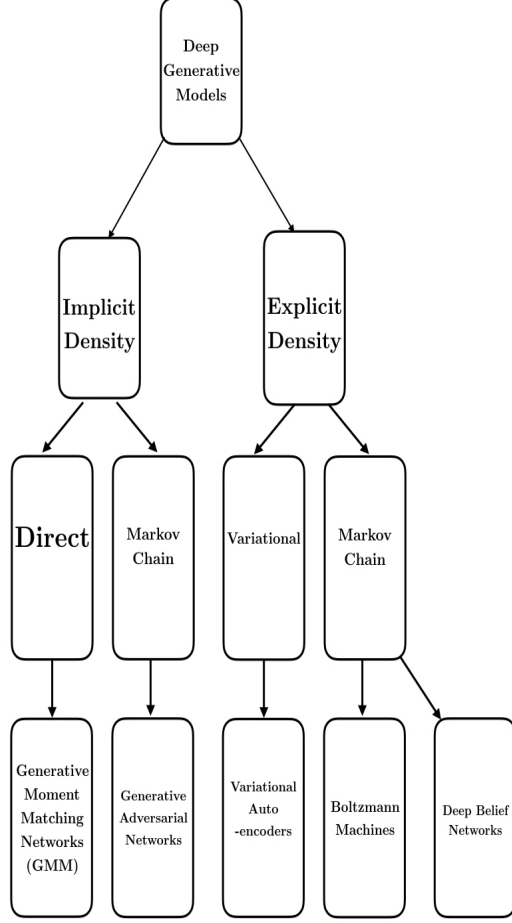 Deep
Generative
Models
Implicit
Density
Explicit
Density
Direct
Markov
Chain
Variational
Markov
Chain
Generative
Moment
Matching
Networks
(GMM)
Generative
Adversarial
Networks
Variational
Auto
-encoders
Boltzmann
Machines
Deep Belief
Networks